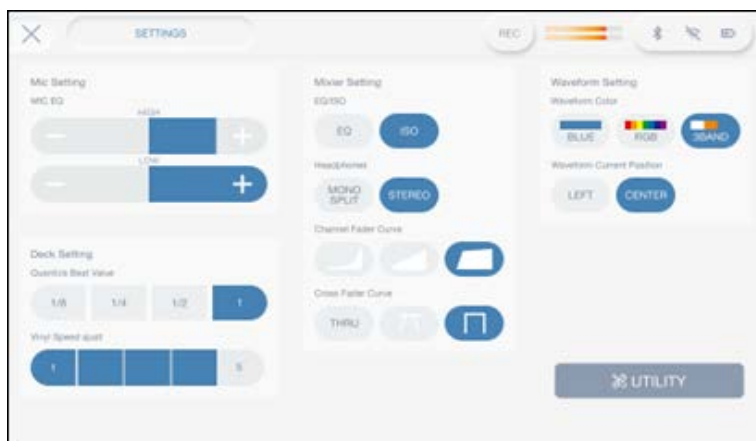 SETTINGS
REC
Mic Setting
MIC EQ
HIGH
LOW
Deck Setting
Quantize Beat Value
1/8
1/4
1/2
1
Vinyl Speed
1
5
Mixier Setting
EQ/ISO
EQ
ISO
Headphones
MONO
SPLIT
STEREO
Channel Fader Curve
Cross Fader Curve
THRU
Waveform Setting
Waveform Color
BLUE
RGB
3BAND
Waveform Current Position
LEFT
CENTER
UTILITY